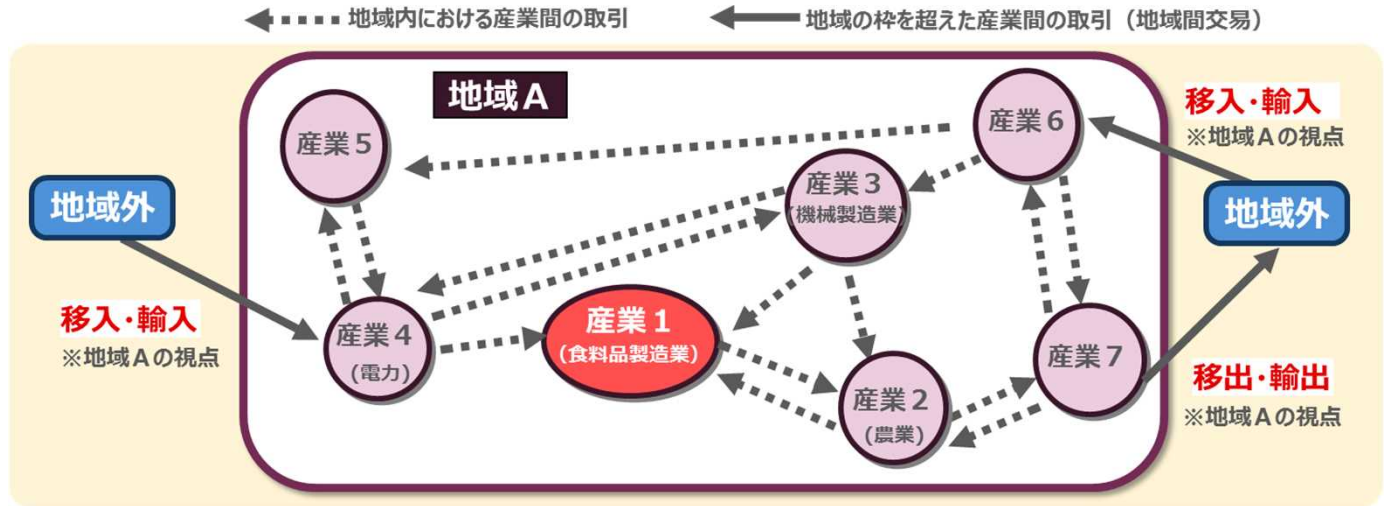 地域内における産業間の取引
地域の枠を超えた産業間の取引（地域間交易）
地域A
産業5
産業6
移入･輸入
※地域Aの視点
地域外
産業3
(機械製造業)
地域外
移入･輸入
※地域Aの視点
産業4
(電力)
産業1
(食料品製造業)
産業2
(農業)
産業7
移出･輸出
※地域Aの視点